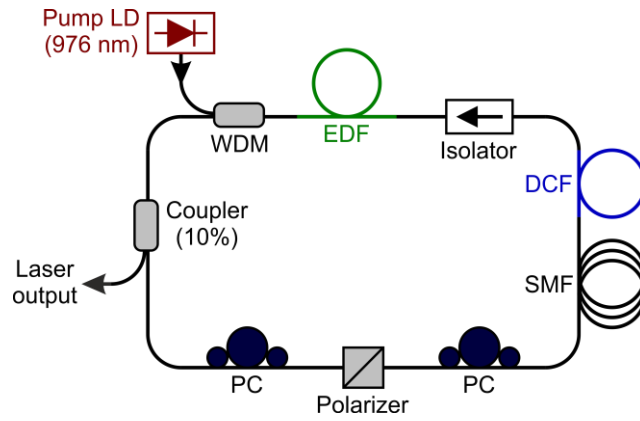 Pump LD
(976 nm)
WDM
EDF
Isolator
DCF
Coupler
(10%)
Laser
output
SMF
PC
Polarizer
PC